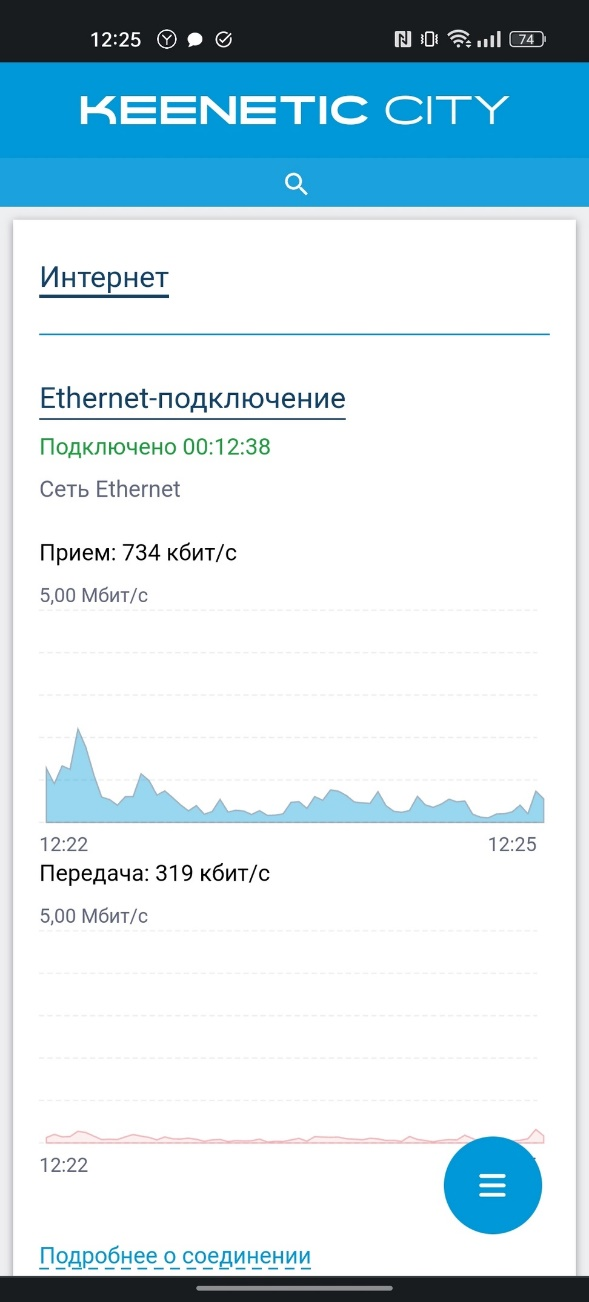 12:25
74
KEENETIC CITY
Интернет
Ethernet-подключение
Подключено 00:12:38
Сеть Ethernet
Прием: 734 кбит/с
5,00 Мбит/с
12:22 12:25
Передача: 319 кбит/с
5,00 Мбит/с
12:22
Подробнее о соединении